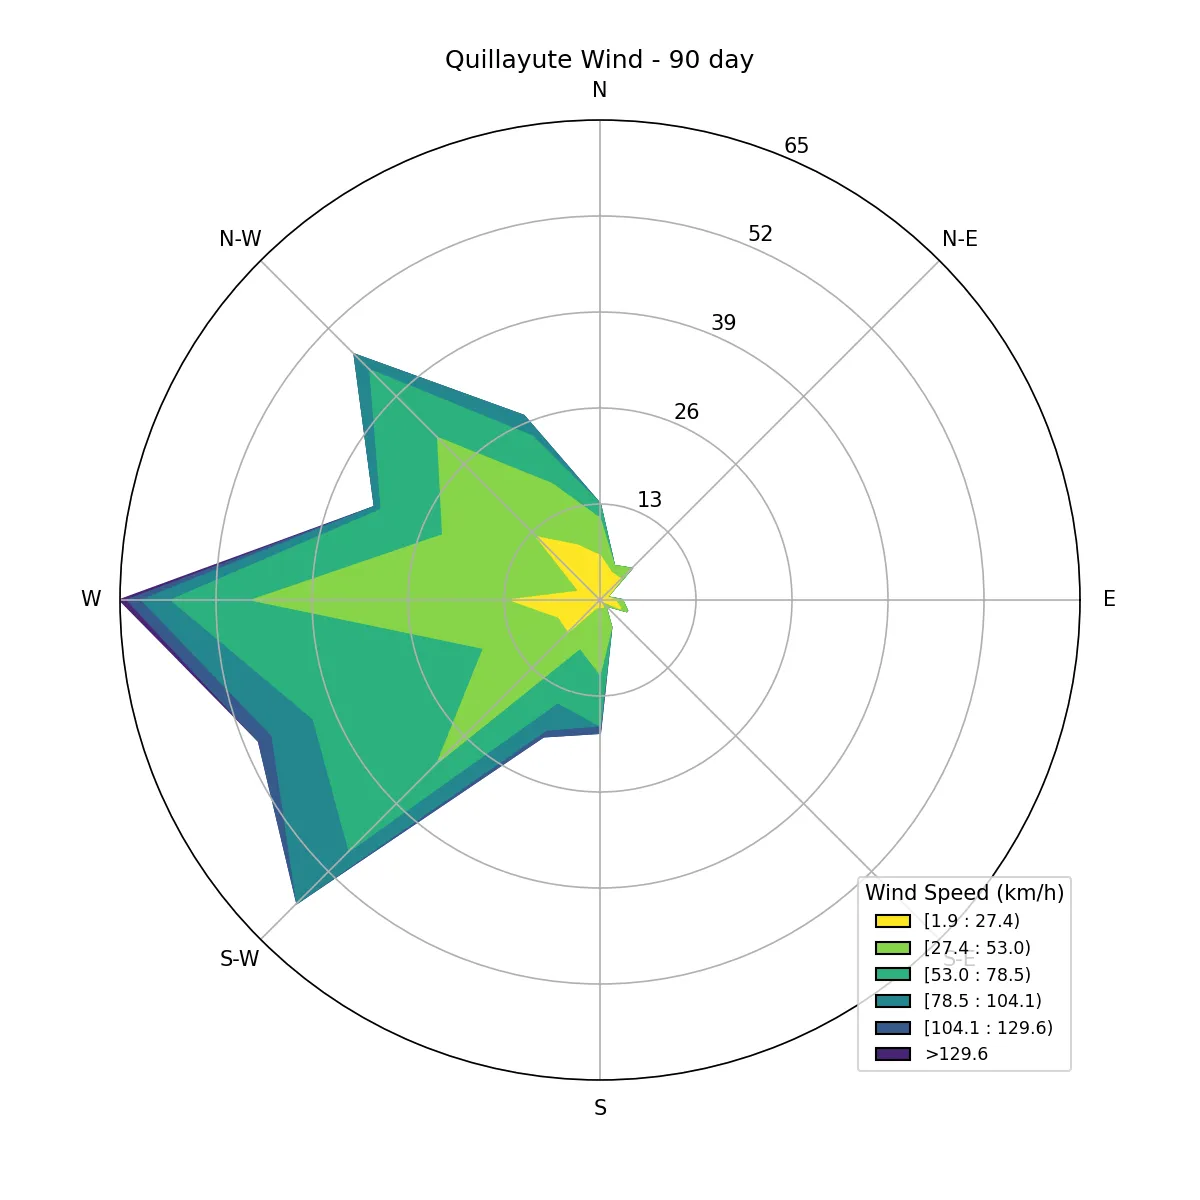 Quillayute Wind - 90 day
N
65
N-W
N-E
52
39
26
13
W
E
S-W
S-E
Wind Speed (km/h)
[1.9 : 27.4)
[27.4 : 53.0)
[53.0 : 78.5)
[78.5 : 104.1)
[104.1 : 129.6)
>129.6
S